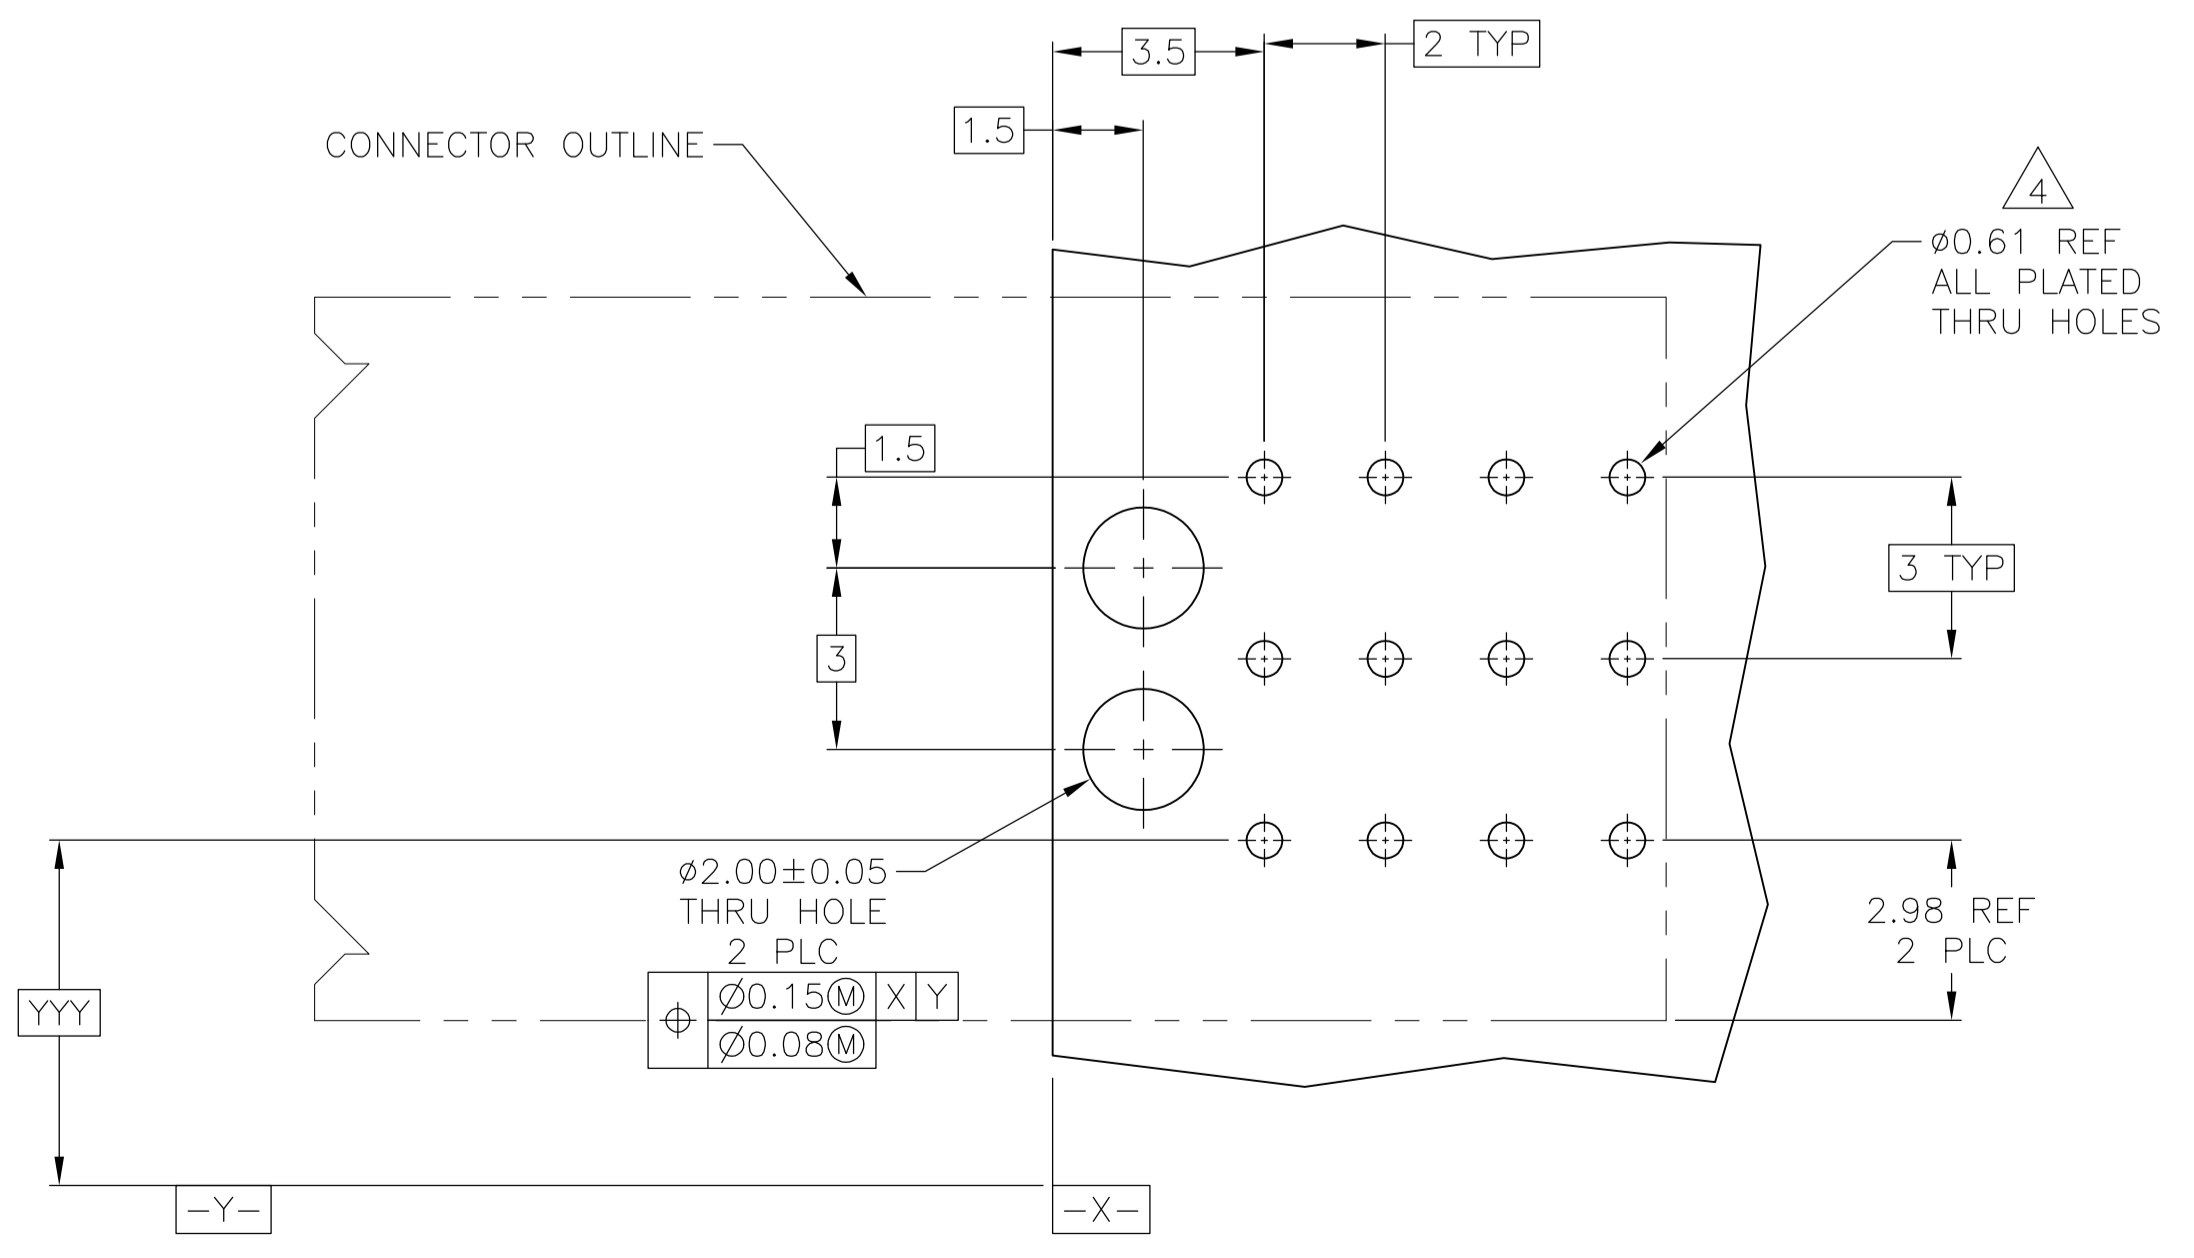 3.5
2 TYP
1.5
CONNECTOR OUTLINE
4
ø0.61 REF
ALL PLATED
THRU HOLES
1.5
3 TYP
3
ø2.00±0.05
THRU HOLE
2 PLC
⌖ Ø0.15Ⓜ X Y
Ø0.08Ⓜ
2.98 REF
2 PLC
YYY
-Y-
-X-